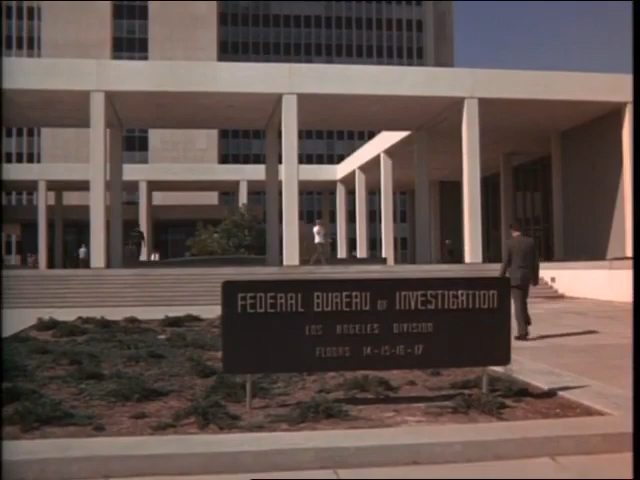 FEDERAL BUREAU OF INVESTIGATION
LOS ANGELES DIVISION
FLOORS 14-15-16-17